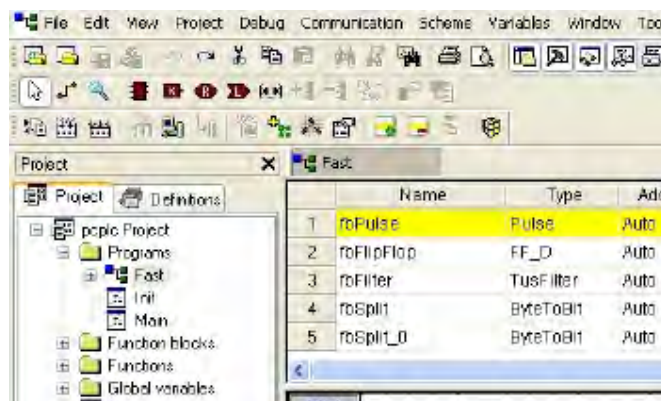 File Edit View Project Debug Communication Scheme Variables Window Too
Project
Fast
Project Definitions
Name Type Add
1 fbPulse Pulse Auto
2 fbFlipFlop FF_D Auto
3 fbFilter TusFilter Auto
4 fbSplit ByteToBit Auto
5 fbSplit_0 ByteToBit Auto
pcplc Project
Programs
Fast
Init
Main
Function blocks
Functions
Global variables